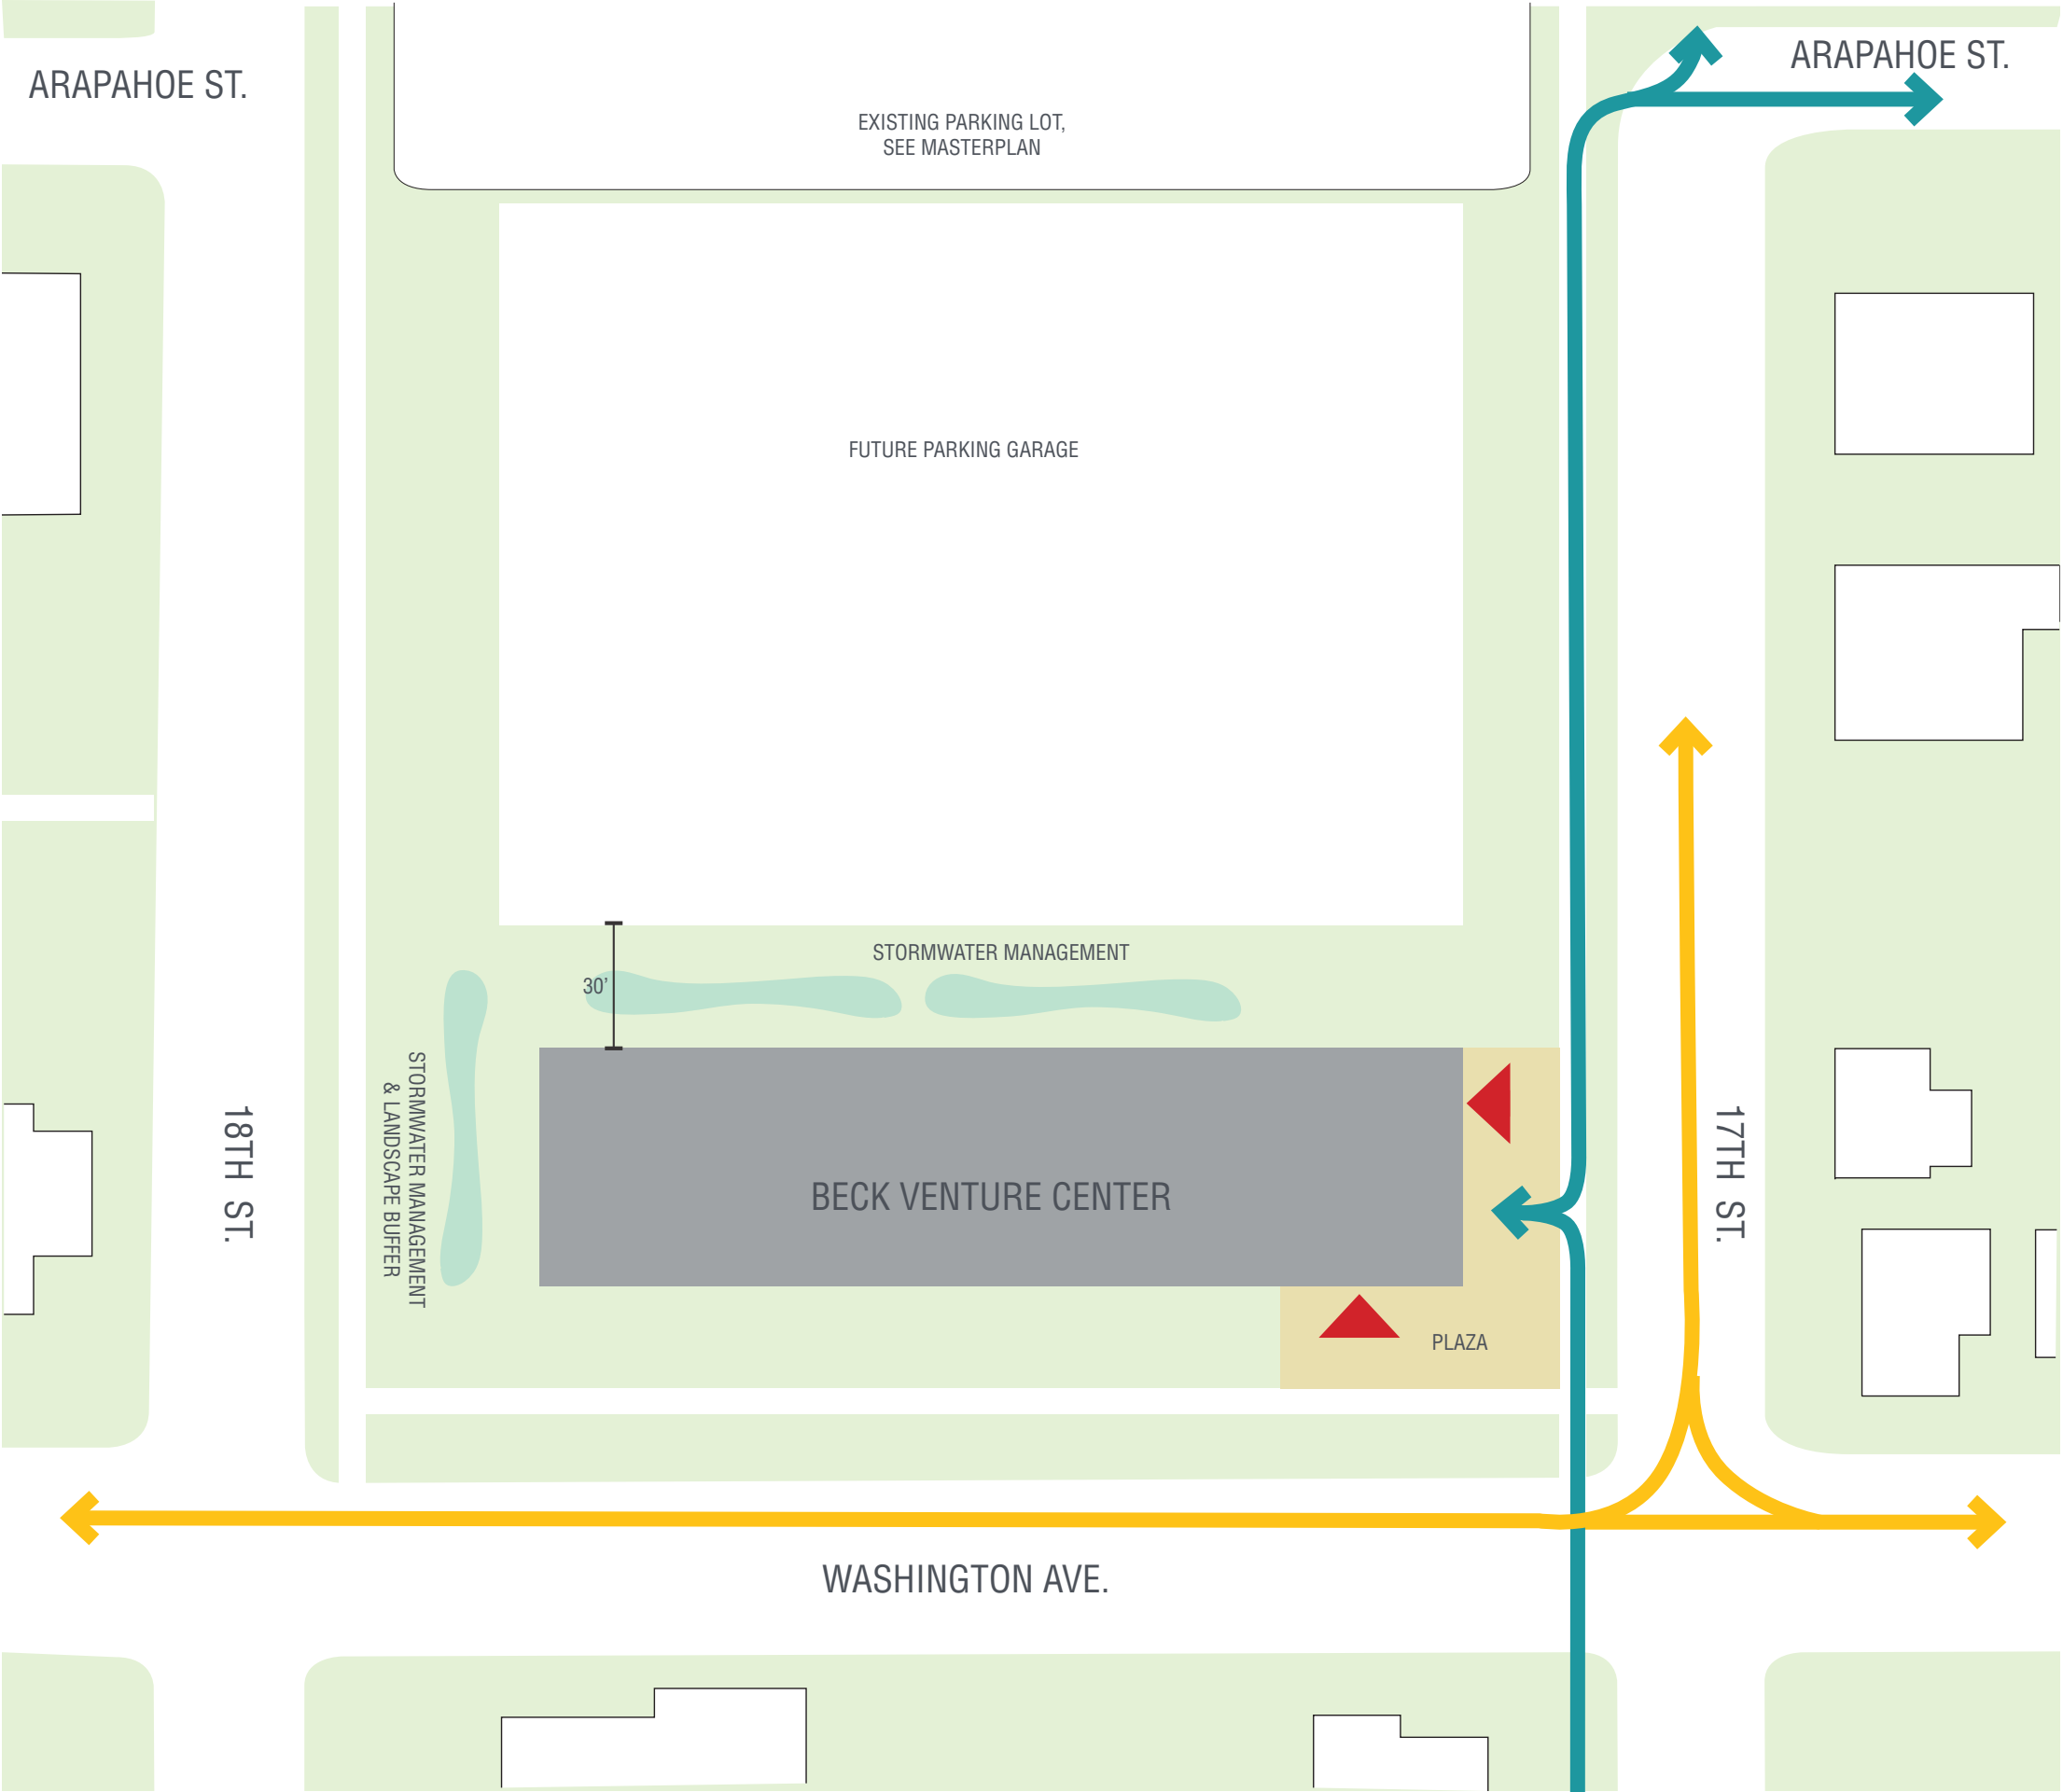 ARAPAHOE ST.
ARAPAHOE ST.
EXISTING PARKING LOT,
SEE MASTERPLAN
FUTURE PARKING GARAGE
STORMWATER MANAGEMENT
30'
STORMWATER MANAGEMENT
& LANDSCAPE BUFFER
18TH ST.
BECK VENTURE CENTER
17TH ST.
PLAZA
WASHINGTON AVE.